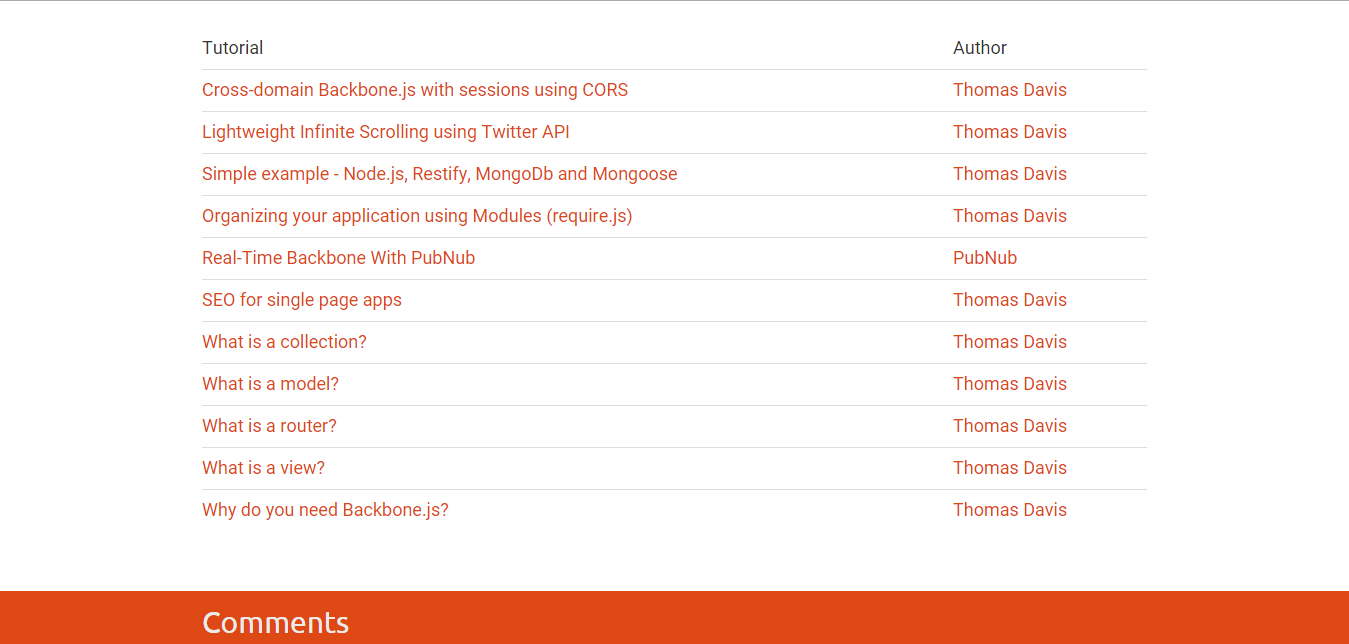 Tutorial Author
Cross-domain Backbone.js with sessions using CORS Thomas Davis
Lightweight Infinite Scrolling using Twitter API Thomas Davis
Simple example - Node.js, Restify, MongoDb and Mongoose Thomas Davis
Organizing your application using Modules (require.js) Thomas Davis
Real-Time Backbone With PubNub PubNub
SEO for single page apps Thomas Davis
What is a collection? Thomas Davis
What is a model? Thomas Davis
What is a router? Thomas Davis
What is a view? Thomas Davis
Why do you need Backbone.js? Thomas Davis
Comments